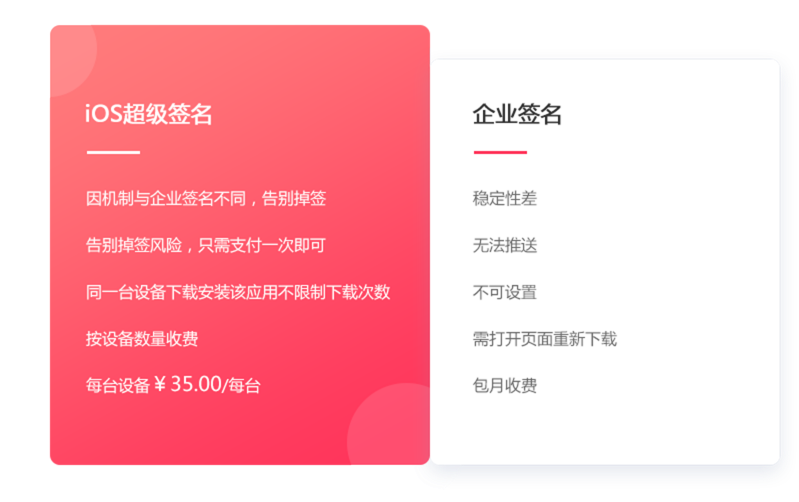 iOS超级签名
因机制与企业签名不同，告别掉签
告别掉签风险，只需支付一次即可
同一台设备下载安装该应用不限制下载次数
按设备数量收费
每台设备￥35.00/每台
企业签名
稳定性差
无法推送
不可设置
需打开页面重新下载
包月收费